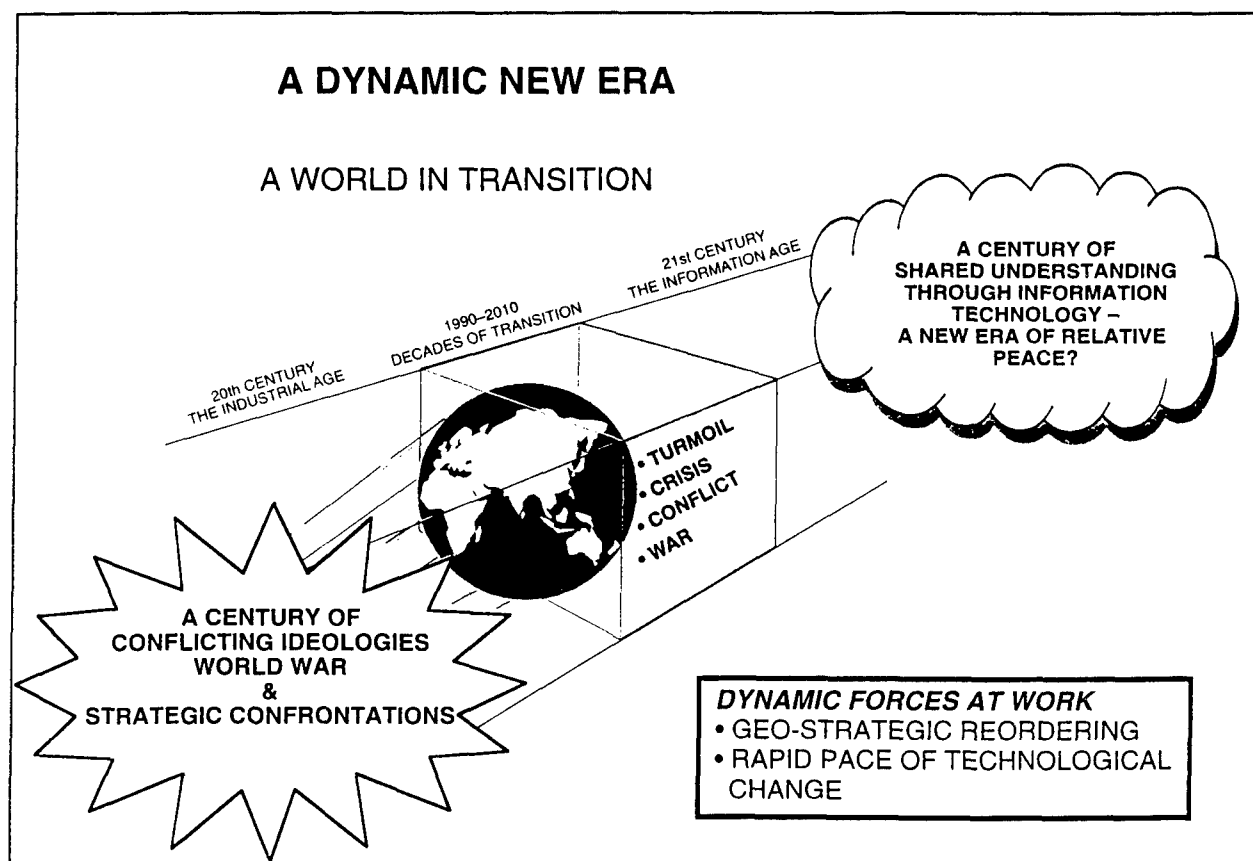 A DYNAMIC NEW ERA
A WORLD IN TRANSITION
20th CENTURY
THE INDUSTRIAL AGE
1990–2010
DECADES OF TRANSITION
21st CENTURY
THE INFORMATION AGE
A CENTURY OF
SHARED UNDERSTANDING
THROUGH INFORMATION
TECHNOLOGY –
A NEW ERA OF RELATIVE
PEACE?
• TURMOIL
• CRISIS
• CONFLICT
• WAR
A CENTURY OF
CONFLICTING IDEOLOGIES
WORLD WAR
&
STRATEGIC CONFRONTATIONS
DYNAMIC FORCES AT WORK
• GEO-STRATEGIC REORDERING
• RAPID PACE OF TECHNOLOGICAL
CHANGE